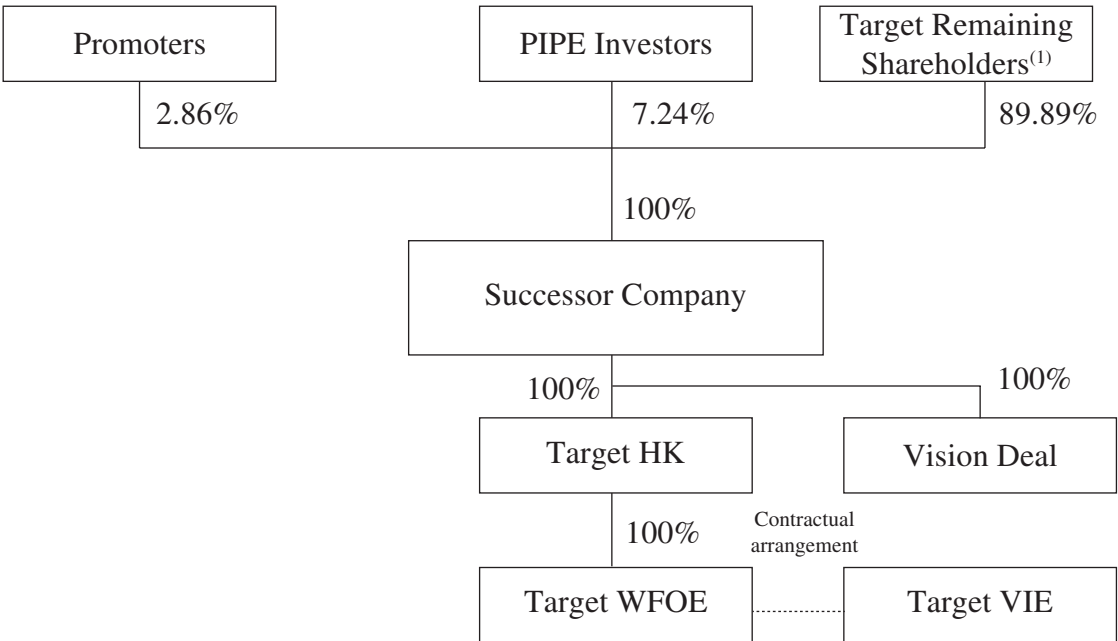 Promoters
PIPE Investors
Target Remaining
Shareholders(1)
2.86%
7.24%
89.89%
100%
Successor Company
100%
100%
Target HK
Vision Deal
100%
Contractual
arrangement
Target WFOE
Target VIE